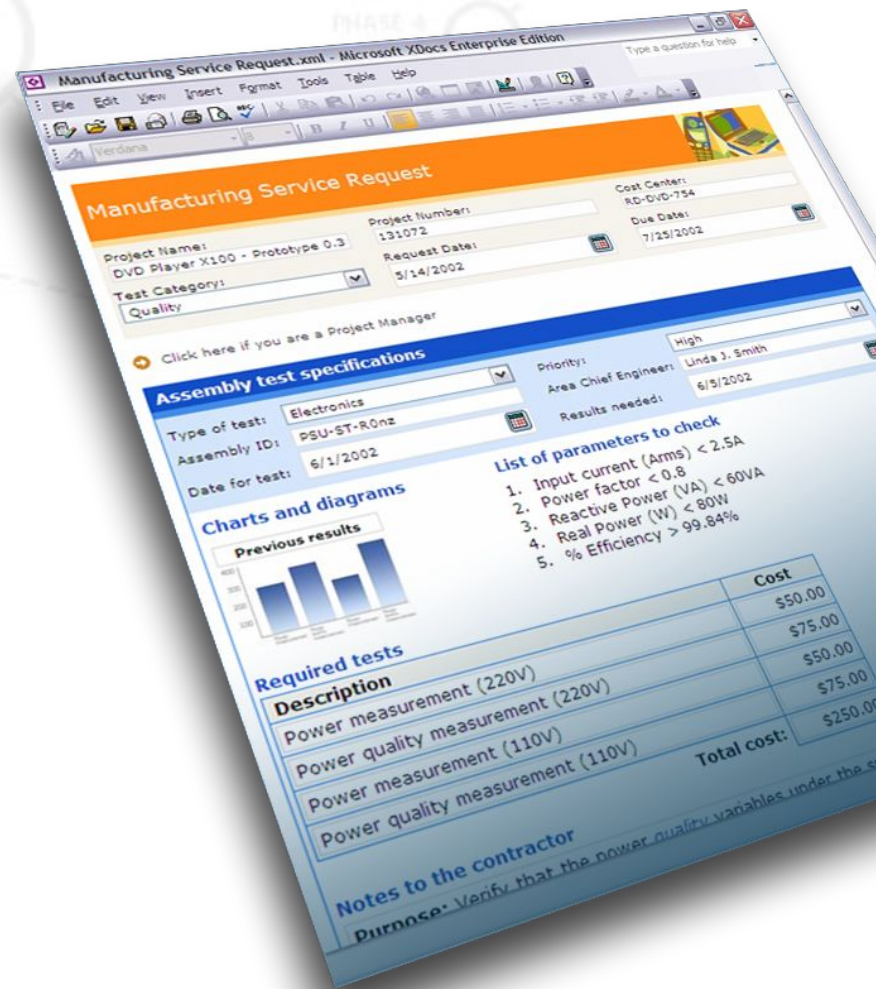 PHASE 4
Manufacturing Service Request.xml - Microsoft XDocs Enterprise Edition
File Edit View Insert Format Tools Table Help
Type a question for help
Verdana
8
B I U
Manufacturing Service Request
Project Name:
DVD Player X100 - Prototype 0.3
Project Number:
131072
Cost Center:
RD-DVD-754
Test Category:
Quality
Request Date:
5/14/2002
Due Date:
7/25/2002
Click here if you are a Project Manager
Assembly test specifications
Type of test: Electronics
Priority: High
Assembly ID: PSU-ST-R0nz
Area Chief Engineer: Linda J. Smith
Date for test: 6/1/2002
Results needed: 6/5/2002
Charts and diagrams
Previous results
400
300
200
100
List of parameters to check
1. Input current (Arms) < 2.5A
2. Power factor < 0.8
3. Reactive Power (VA) < 60VA
4. Real Power (W) < 80W
5. % Efficiency > 99.84%
Required tests
Description Cost
Power measurement (220V) $50.00
Power quality measurement (220V) $75.00
Power measurement (110V) $50.00
Power quality measurement (110V) $75.00
Total cost: $250.00
Notes to the contractor
Purpose: Verify that the power quality variables under the